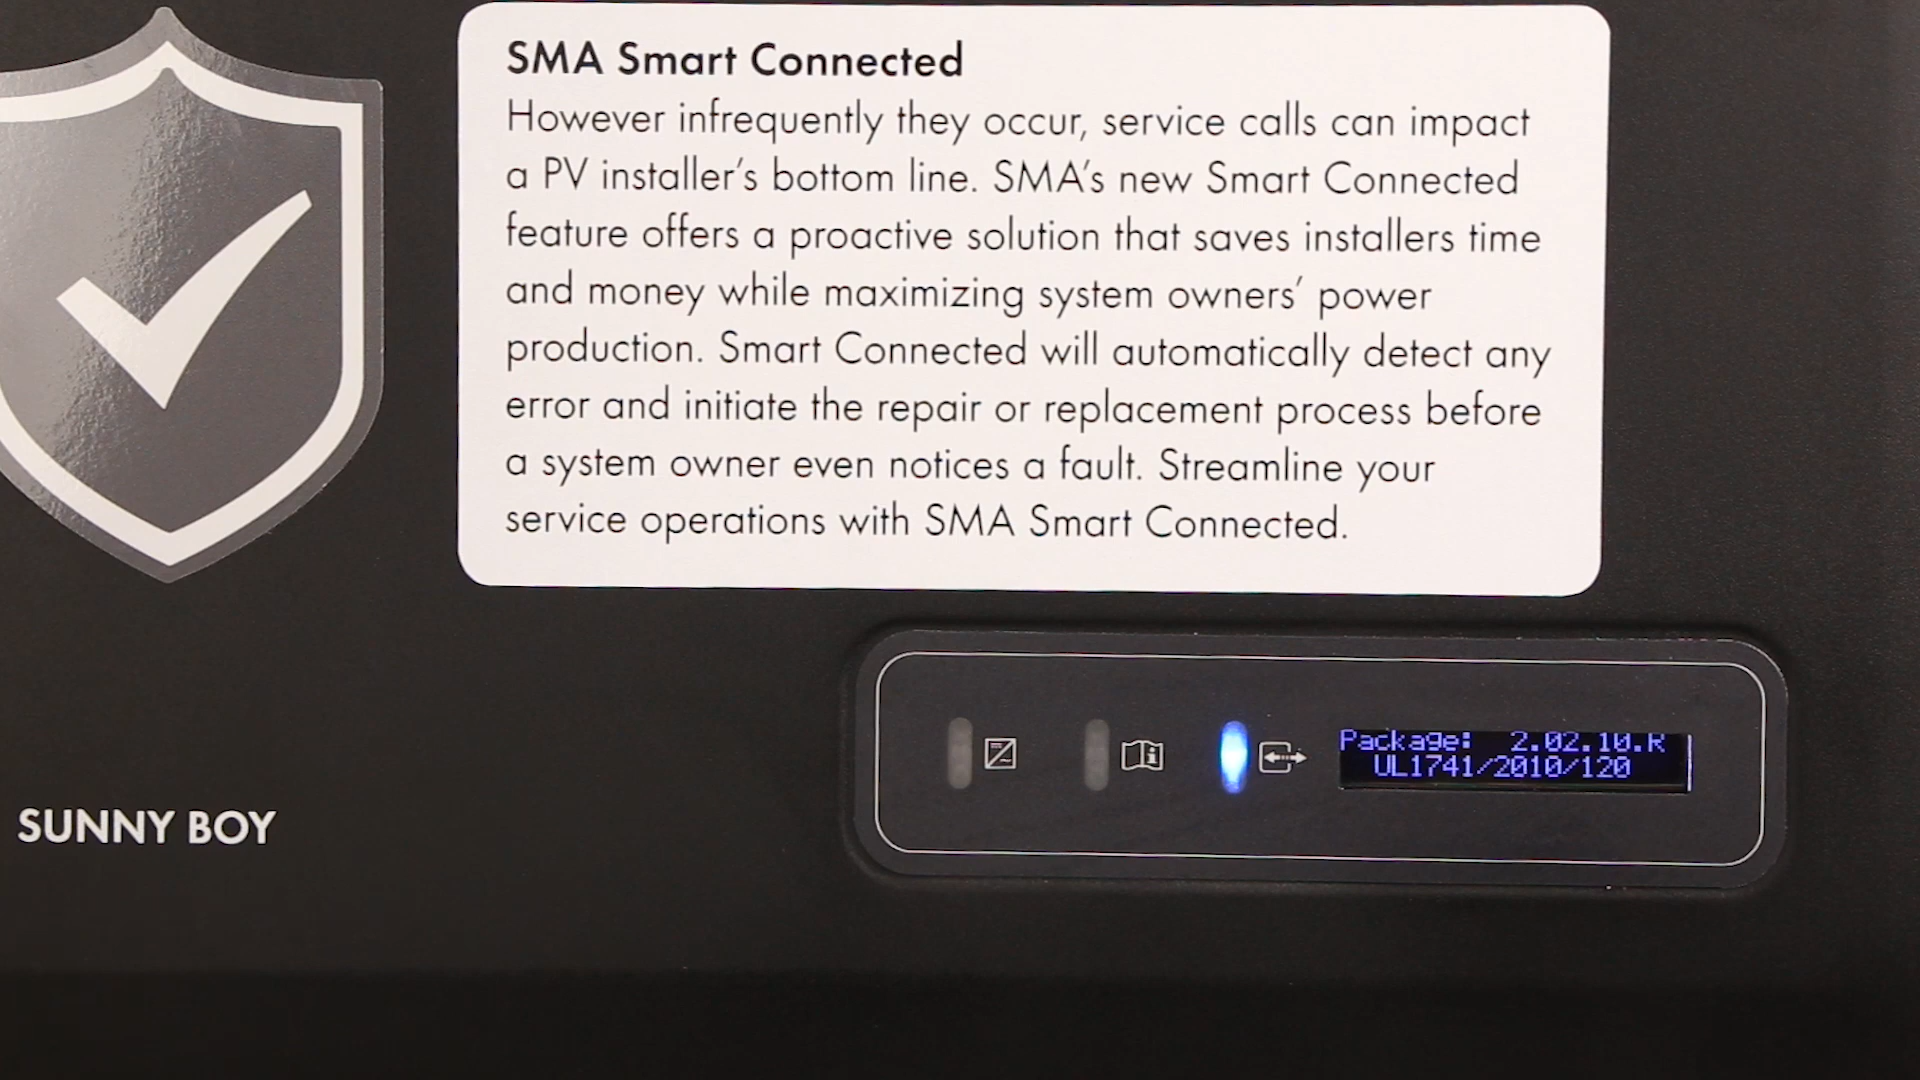 SMA Smart Connected
However infrequently they occur, service calls can impact
a PV installer’s bottom line. SMA’s new Smart Connected
feature offers a proactive solution that saves installers time
and money while maximizing system owners’ power
production. Smart Connected will automatically detect any
error and initiate the repair or replacement process before
a system owner even notices a fault. Streamline your
service operations with SMA Smart Connected.
Package: 2.02.10.R
UL1741/2010/120
SUNNY BOY